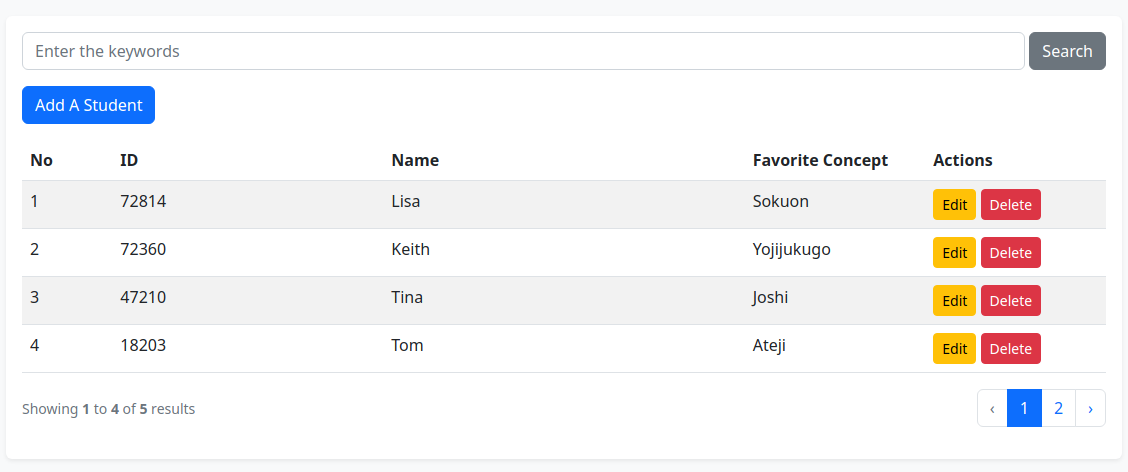 Enter the keywords Search
Add A Student
No ID Name Favorite Concept Actions
1 72814 Lisa Sokuon Edit Delete
2 72360 Keith Yojijukugo Edit Delete
3 47210 Tina Joshi Edit Delete
4 18203 Tom Ateji Edit Delete
Showing 1 to 4 of 5 results ‹ 1 2 ›